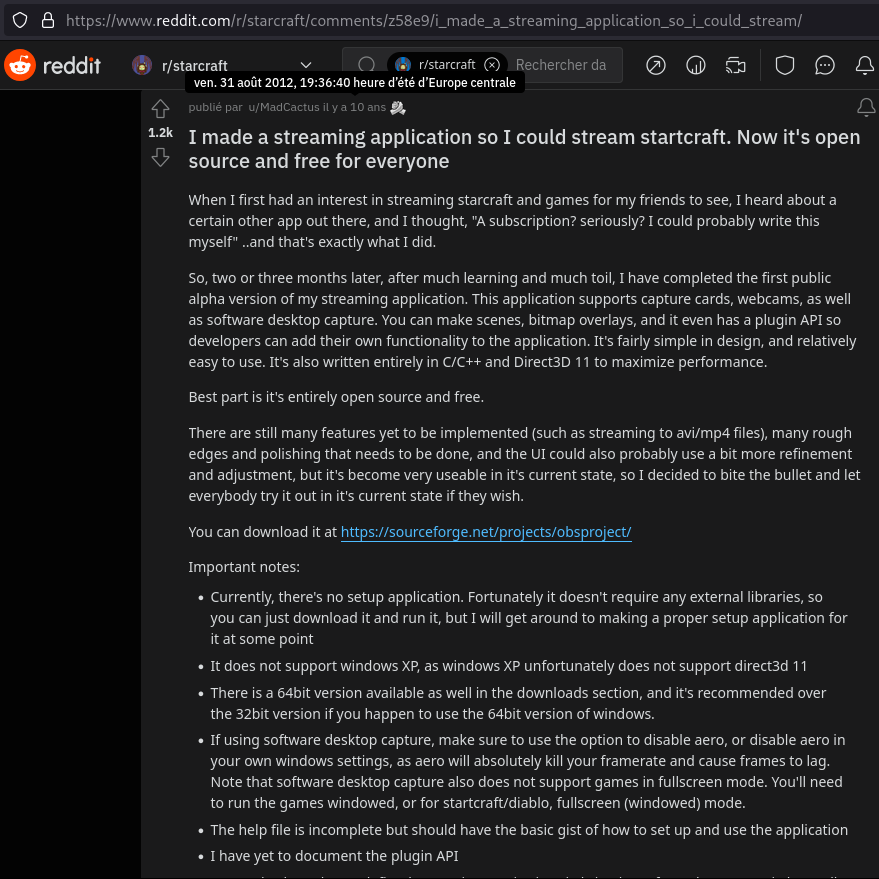 https://www.reddit.com/r/starcraft/comments/z58e9/i_made_a_streaming_application_so_i_could_stream/
reddit r/starcraft r/starcraft Rechercher da
ven. 31 août 2012, 19:36:40 heure d’été d’Europe centrale
publié par u/MadCactus il y a 10 ans
1.2k
I made a streaming application so I could stream startcraft. Now it's open
source and free for everyone
When I first had an interest in streaming starcraft and games for my friends to see, I heard about a
certain other app out there, and I thought, "A subscription? seriously? I could probably write this
myself" ..and that's exactly what I did.
So, two or three months later, after much learning and much toil, I have completed the first public
alpha version of my streaming application. This application supports capture cards, webcams, as well
as software desktop capture. You can make scenes, bitmap overlays, and it even has a plugin API so
developers can add their own functionality to the application. It's fairly simple in design, and relatively
easy to use. It's also written entirely in C/C++ and Direct3D 11 to maximize performance.
Best part is it's entirely open source and free.
There are still many features yet to be implemented (such as streaming to avi/mp4 files), many rough
edges and polishing that needs to be done, and the UI could also probably use a bit more refinement
and adjustment, but it's become very useable in it's current state, so I decided to bite the bullet and let
everybody try it out in it's current state if they wish.
You can download it at https://sourceforge.net/projects/obsproject/
Important notes:
• Currently, there's no setup application. Fortunately it doesn't require any external libraries, so
you can just download it and run it, but I will get around to making a proper setup application for
it at some point
• It does not support windows XP, as windows XP unfortunately does not support direct3d 11
• There is a 64bit version available as well in the downloads section, and it's recommended over
the 32bit version if you happen to use the 64bit version of windows.
• If using software desktop capture, make sure to use the option to disable aero, or disable aero in
your own windows settings, as aero will absolutely kill your framerate and cause frames to lag.
Note that software desktop capture also does not support games in fullscreen mode. You'll need
to run the games windowed, or for startcraft/diablo, fullscreen (windowed) mode.
• The help file is incomplete but should have the basic gist of how to set up and use the application
• I have yet to document the plugin API